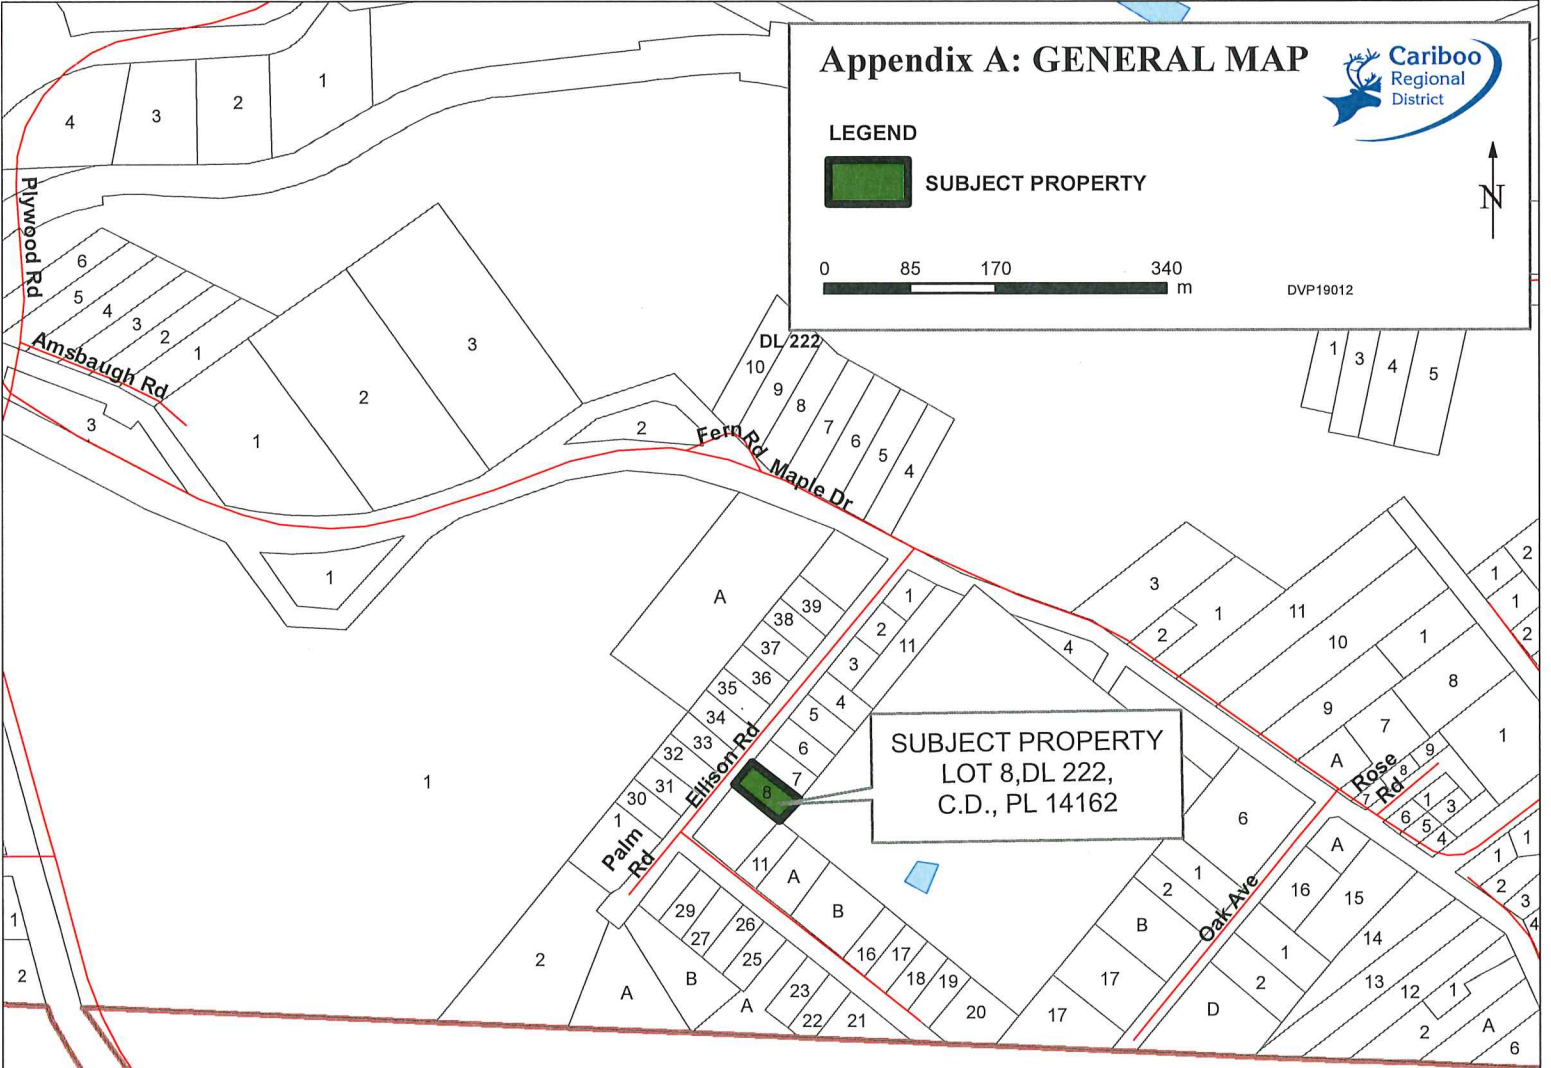 Appendix A: GENERAL MAP
Cariboo
Regional
District
LEGEND
SUBJECT PROPERTY
N
0 85 170 340
m
DVP19012
4 3 2 1
Plywood Rd
6
5
4
3
2
1
Amsbaugh Rd
3
1
2
3
2
1
Fern Rd
Maple Dr
DL 222
10
9
8
7
6
5
4
1 3 4 5
A
39
38
37
36
35
34
33
32
31
30
1
Ellison Rd
Palm
Rd
1
2
11
3
4
5
6
7
8
SUBJECT PROPERTY
LOT 8,DL 222,
C.D., PL 14162
4
3
2
1
11
10
9
1
8
7
A
1
2
1
1
2
Rose
Rd
9
8
7
1
3
6
5
4
1
1
2
3
4
6
1
2
B
17
17
Oak Ave
A
16
15
14
13
12
1
1
2
D
2
A
6
11
A
B
16
17
18
19
20
29
27
26
25
23
22
21
B
A
A
2
1
1
2